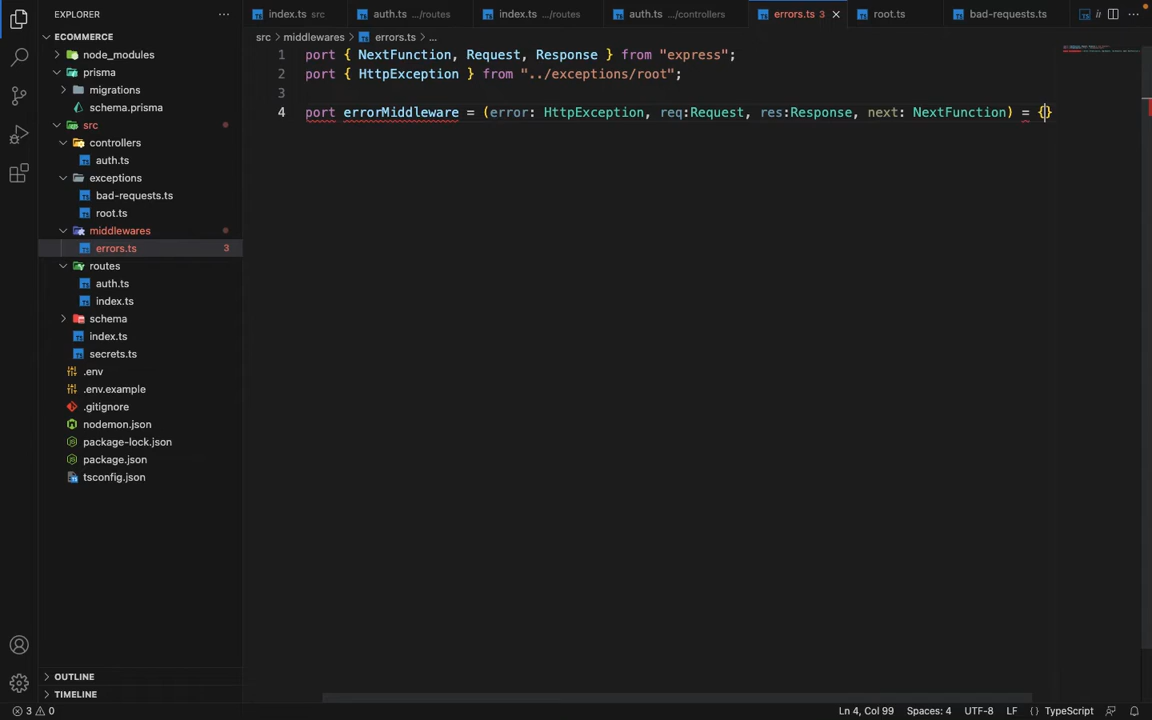 EXPLORER
ECOMMERCE
node_modules
prisma
migrations
schema.prisma
src
controllers
auth.ts
exceptions
bad-requests.ts
root.ts
middlewares
errors.ts 3
routes
auth.ts
index.ts
schema
index.ts
secrets.ts
.env
.env.example
.gitignore
nodemon.json
package-lock.json
package.json
tsconfig.json
OUTLINE
TIMELINE
index.ts src auth.ts .../routes index.ts .../routes auth.ts .../controllers errors.ts 3 root.ts bad-requests.ts
src > middlewares > errors.ts > ...
1 port { NextFunction, Request, Response } from "express";
2 port { HttpException } from "../exceptions/root";
3
4 port errorMiddleware = (error: HttpException, req:Request, res:Response, next: NextFunction) = {}
3 0 Ln 4, Col 99 Spaces: 4 UTF-8 LF {} TypeScript